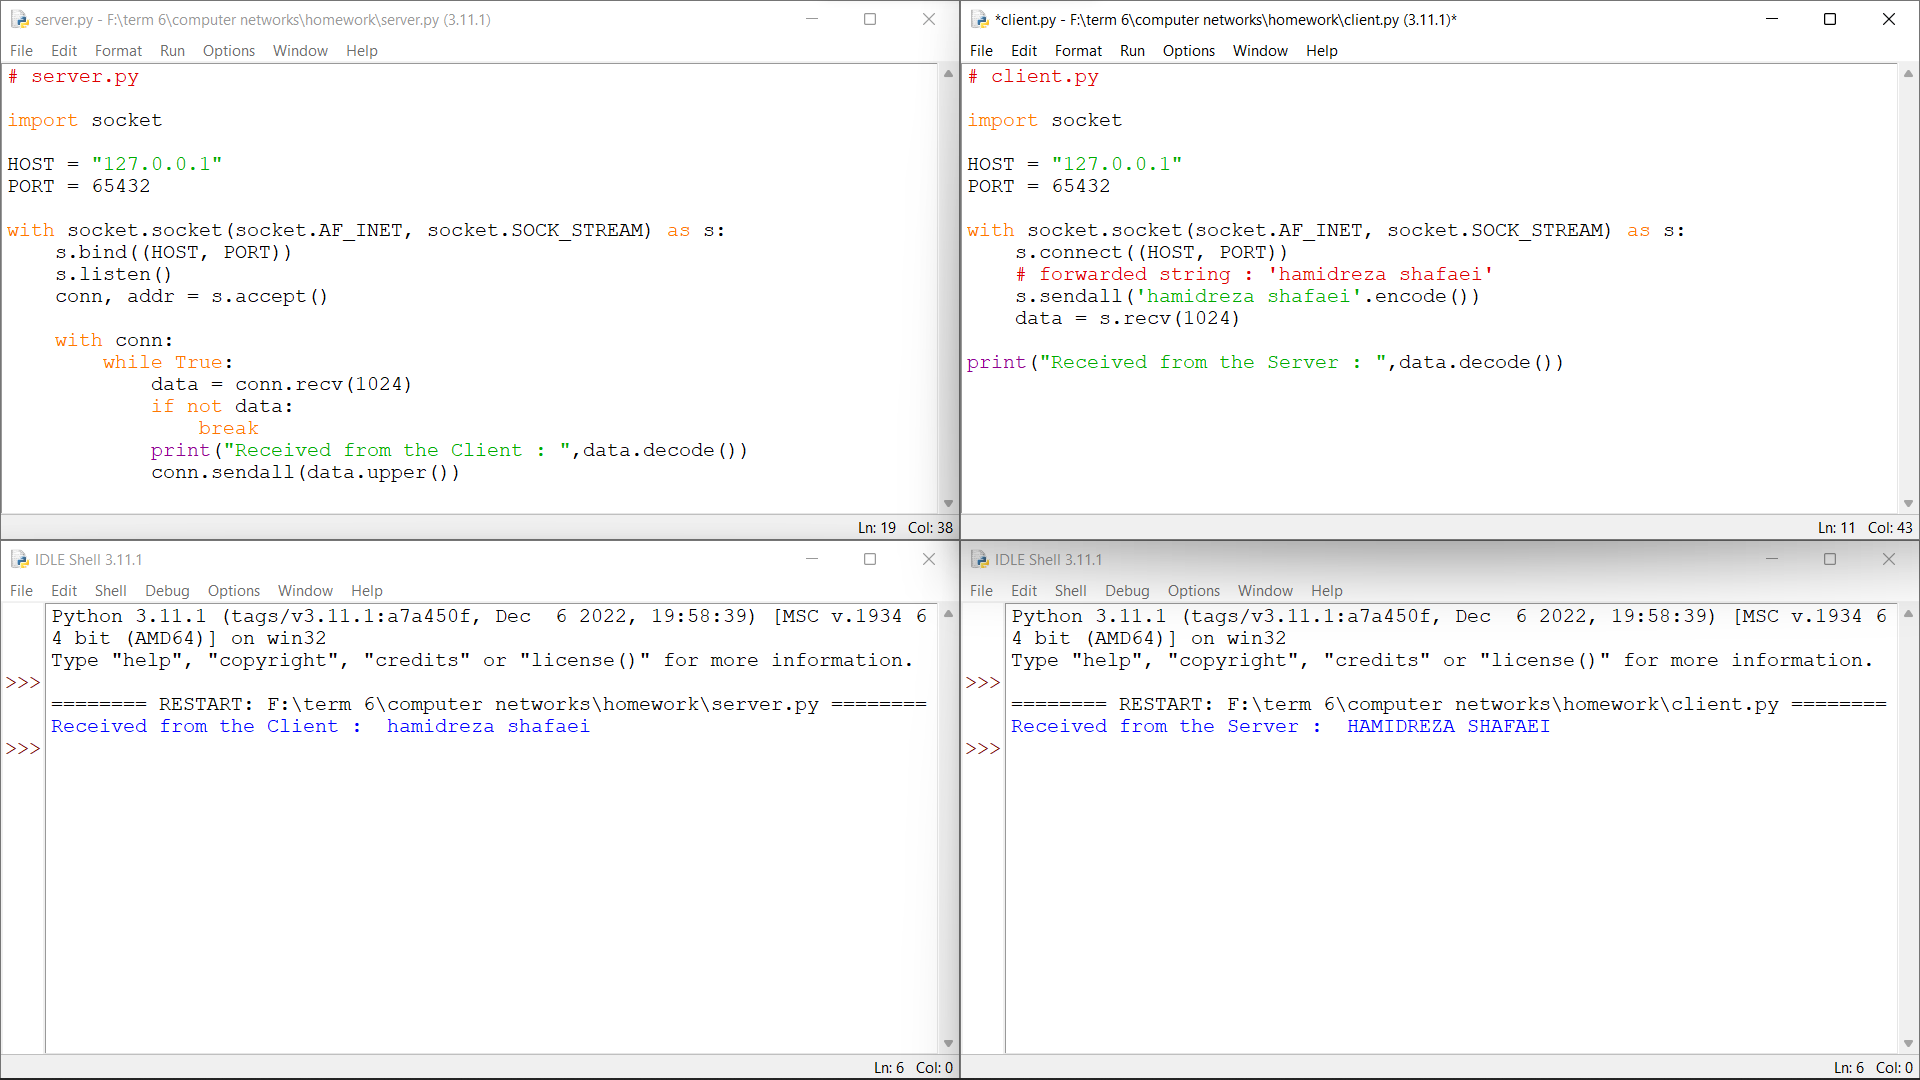 server.py - F:\term 6\computer networks\homework\server.py (3.11.1)
File Edit Format Run Options Window Help
# server.py
import socket
HOST = "127.0.0.1"
PORT = 65432
with socket.socket(socket.AF_INET, socket.SOCK_STREAM) as s:
    s.bind((HOST, PORT))
    s.listen()
    conn, addr = s.accept()
    with conn:
        while True:
            data = conn.recv(1024)
            if not data:
                break
            print("Received from the Client : ",data.decode())
            conn.sendall(data.upper())
Ln: 19 Col: 38
*client.py - F:\term 6\computer networks\homework\client.py (3.11.1)*
File Edit Format Run Options Window Help
# client.py
import socket
HOST = "127.0.0.1"
PORT = 65432
with socket.socket(socket.AF_INET, socket.SOCK_STREAM) as s:
    s.connect((HOST, PORT))
    # forwarded string : 'hamidreza shafaei'
    s.sendall('hamidreza shafaei'.encode())
    data = s.recv(1024)
print("Received from the Server : ",data.decode())
Ln: 11 Col: 43
IDLE Shell 3.11.1
File Edit Shell Debug Options Window Help
Python 3.11.1 (tags/v3.11.1:a7a450f, Dec  6 2022, 19:58:39) [MSC v.1934 6
4 bit (AMD64)] on win32
Type "help", "copyright", "credits" or "license()" for more information.
>>>
======== RESTART: F:\term 6\computer networks\homework\server.py ========
Received from the Client :  hamidreza shafaei
>>>
Ln: 6 Col: 0
IDLE Shell 3.11.1
File Edit Shell Debug Options Window Help
Python 3.11.1 (tags/v3.11.1:a7a450f, Dec  6 2022, 19:58:39) [MSC v.1934 6
4 bit (AMD64)] on win32
Type "help", "copyright", "credits" or "license()" for more information.
>>>
======== RESTART: F:\term 6\computer networks\homework\client.py ========
Received from the Server :  HAMIDREZA SHAFAEI
>>>
Ln: 6 Col: 0